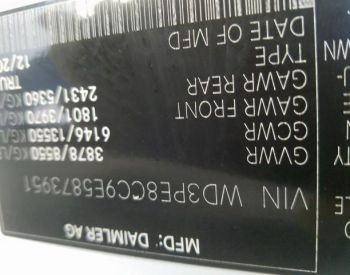 MFD: DAIMLER AG
VIN WD3PE8CC9E5873951
GVWR 3878/8550 KG/L
GCWR 6146/13550 KG/L
GAWR FRONT 1801/3970 KG/
GAWR REAR 2431/5360 KG/
TYPE TRU
DATE OF MFD 12/20